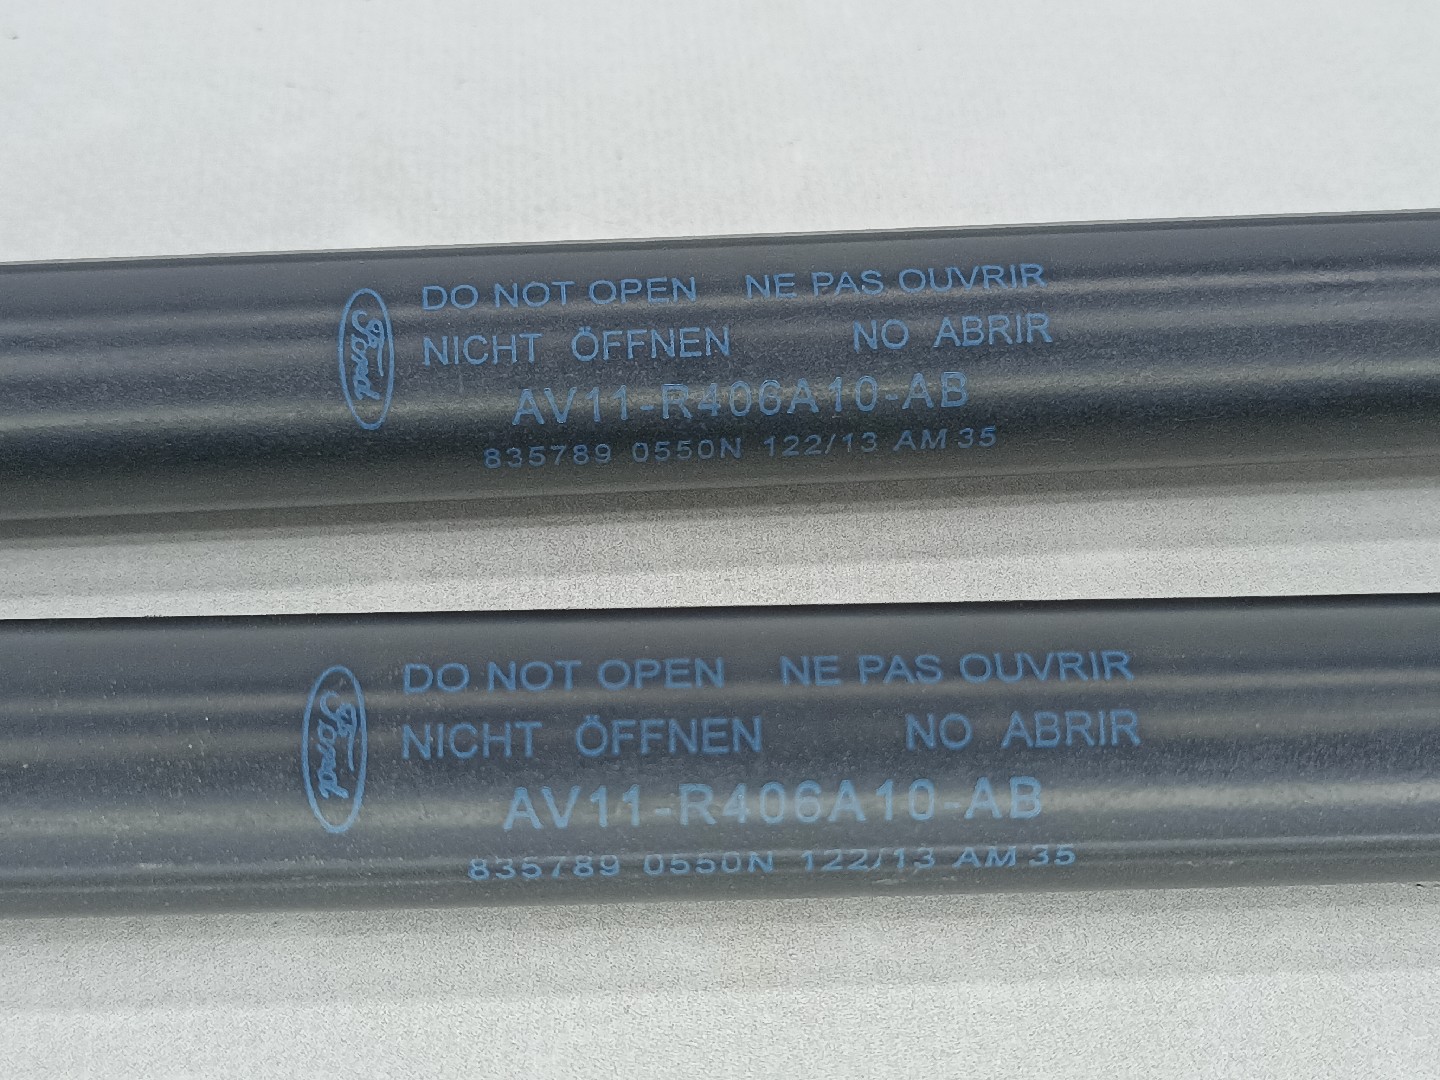 Ford
DO NOT OPEN NE PAS OUVRIR
NICHT ÖFFNEN NO ABRIR
AV11-R406A10-AB
835789 0550N 122/13 AM 35
Ford
DO NOT OPEN NE PAS OUVRIR
NICHT ÖFFNEN NO ABRIR
AV11-R406A10-AB
835789 0550N 122/13 AM 35